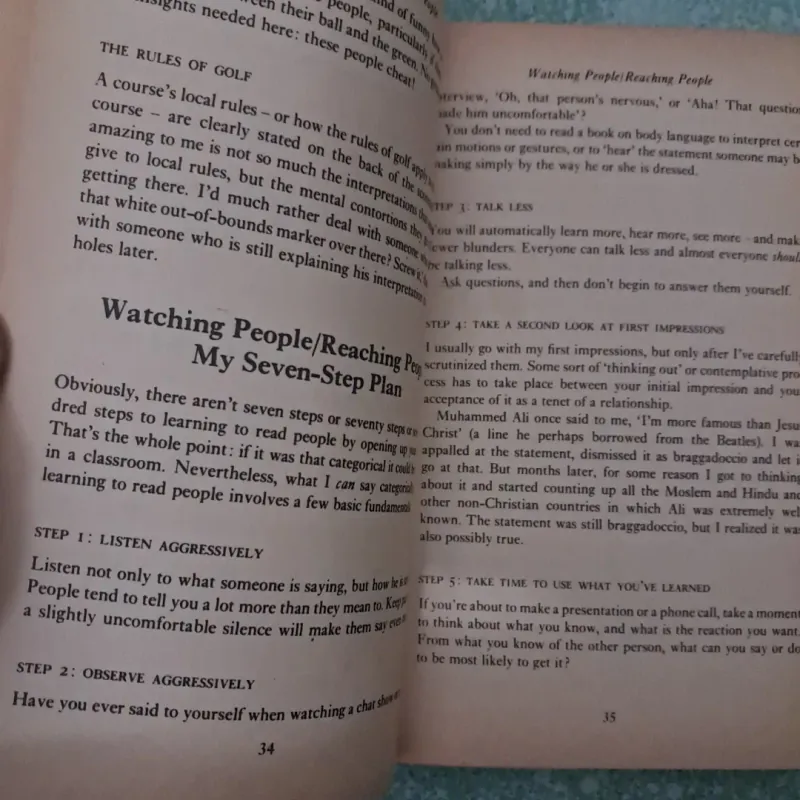 kind of funny
between their ball and the green. No
insights needed here: these people cheat!
THE RULES OF GOLF
A course's local rules – or how the rules of golf apply
course – are clearly stated on the back of the
amazing to me is not so much the interpretations
give to local rules, but the mental contortions they
getting there. I'd much rather deal with someone
that white out-of-bounds marker over there? Screw it,
with someone who is still explaining his interpretation
holes later.
Watching People/Reaching
My Seven-Step Plan
Obviously, there aren't seven steps or seventy steps or
dred steps to learning to read people by opening up
That's the whole point: if it was that categorical it could
in a classroom. Nevertheless, what I can say
learning to read people involves a few basic fundamental
STEP 1: LISTEN AGGRESSIVELY
Listen not only to what someone is saying, but how he is
People tend to tell you a lot more than they mean to. Keep
a slightly uncomfortable silence will make them say even
STEP 2: OBSERVE AGGRESSIVELY
Have you ever said to yourself when watching a chat show
34
Watching People/Reaching People
'Oh, that person's nervous,' or 'Aha! That question
him uncomfortable'?
You don't need to read a book on body language to interpret
motions or gestures, or to 'hear' the statement someone may
simply by the way he or she is dressed.
STEP 3: TALK LESS
You will automatically learn more, hear more, see more – and
blunders. Everyone can talk less and almost everyone should
talking less.
Ask questions, and then don't begin to answer them yourself.
STEP 4: TAKE A SECOND LOOK AT FIRST IMPRESSIONS
I usually go with my first impressions, but only after I've carefully
scrutinized them. Some sort of 'thinking out' or contemplative pro-
cess has to take place between your initial impression and
acceptance of it as a tenet of a relationship.
Muhammed Ali once said to me, 'I'm more famous than Jesus
Christ' (a line he perhaps borrowed from the Beatles). I was
appalled at the statement, dismissed it as braggadocio and let
go at that. But months later, for some reason I got to thinking
about it and started counting up all the Moslem and Hindu and
other non-Christian countries in which Ali was extremely well
known. The statement was still braggadoccio, but I realized it was
also possibly true.
STEP 5: TAKE TIME TO USE WHAT YOU'VE LEARNED
If you're about to make a presentation or a phone call, take a moment
to think about what you know, and what is the reaction you want.
From what you know of the other person, what can you say or do
to be most likely to get it?
35